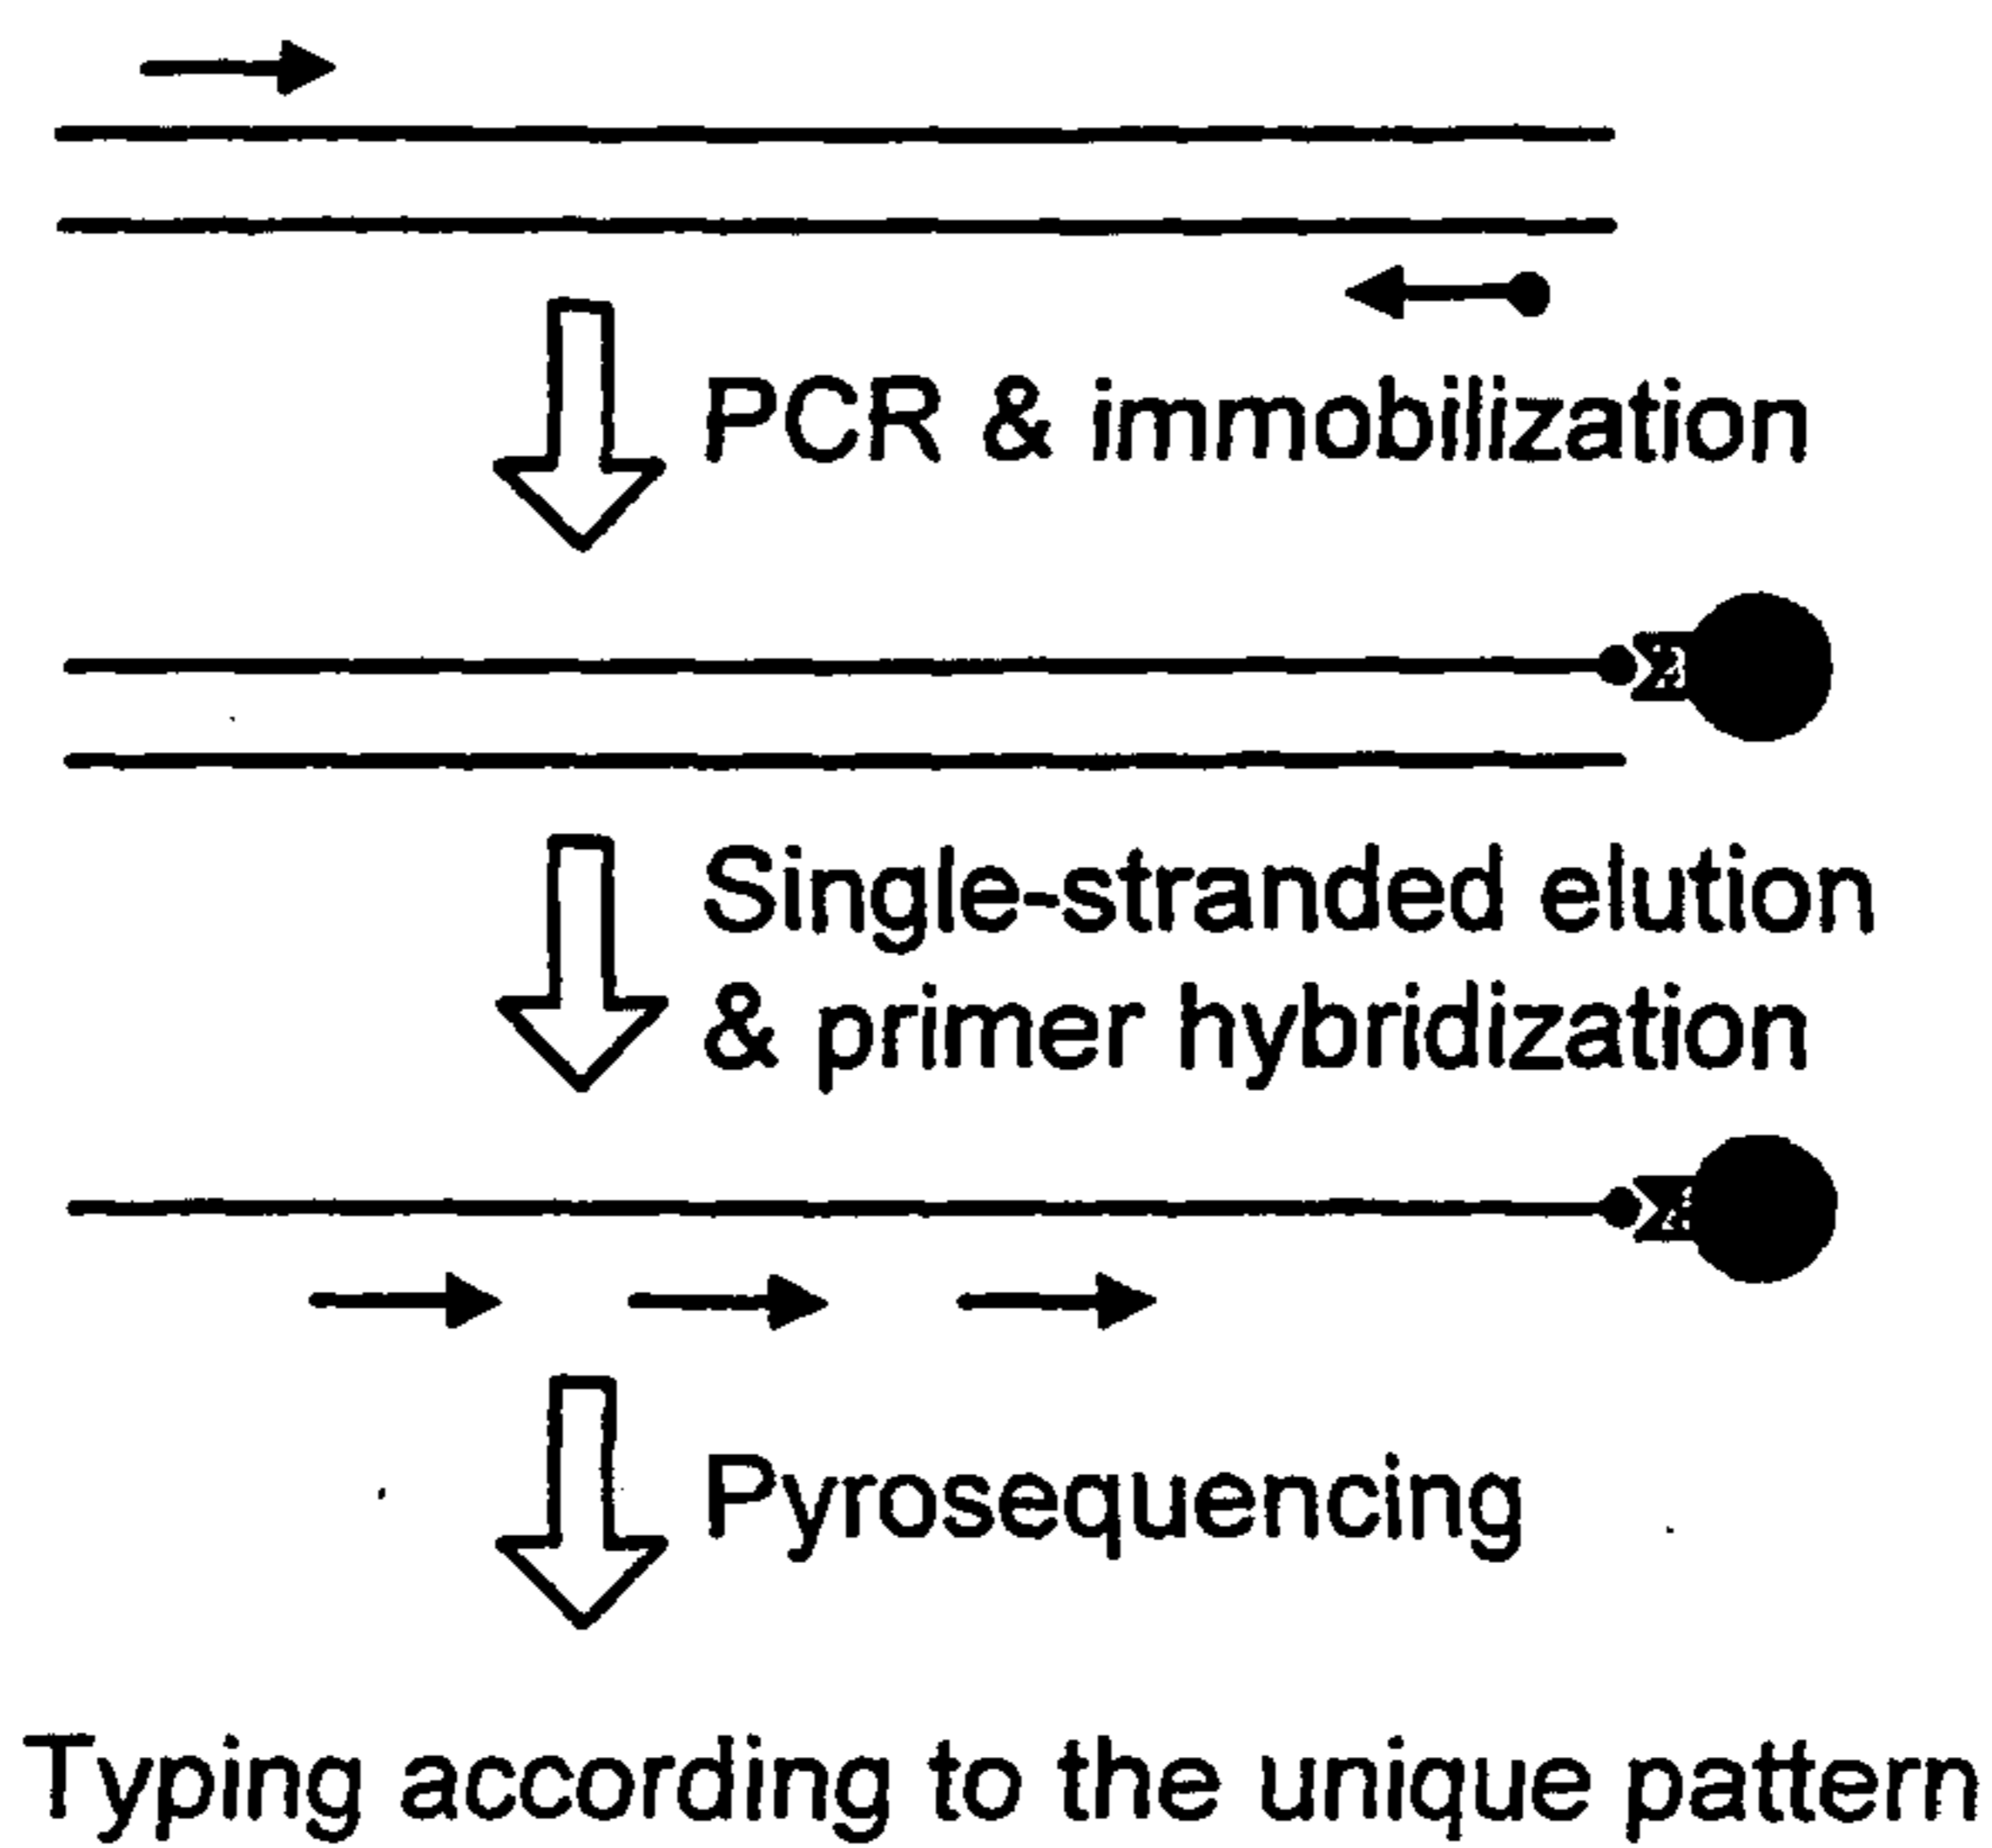 PCR & immobilization
Single-stranded elution
& primer hybridization
Pyrosequencing
Typing according to the unique pattern